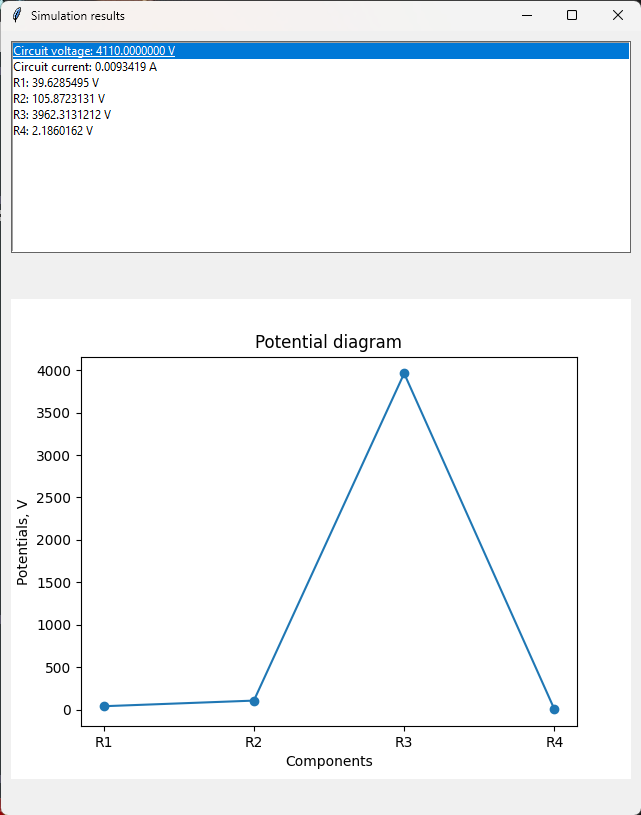 Simulation results
Circuit voltage: 4110.0000000 V
Circuit current: 0.0093419 A
R1: 39.6285495 V
R2: 105.8723131 V
R3: 3962.3131212 V
R4: 2.1860162 V
Potential diagram
4000
3500
3000
2500
2000
1500
1000
500
0
Potentials, V
R1 R2 R3 R4
Components